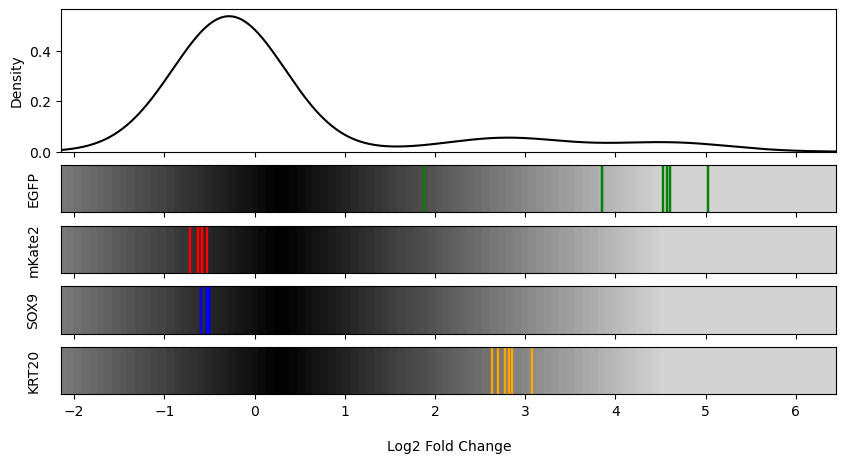 Density
0.4
0.2
0.0
EGFP
mKate2
SOX9
KRT20
−2 −1 0 1 2 3 4 5 6
Log2 Fold Change